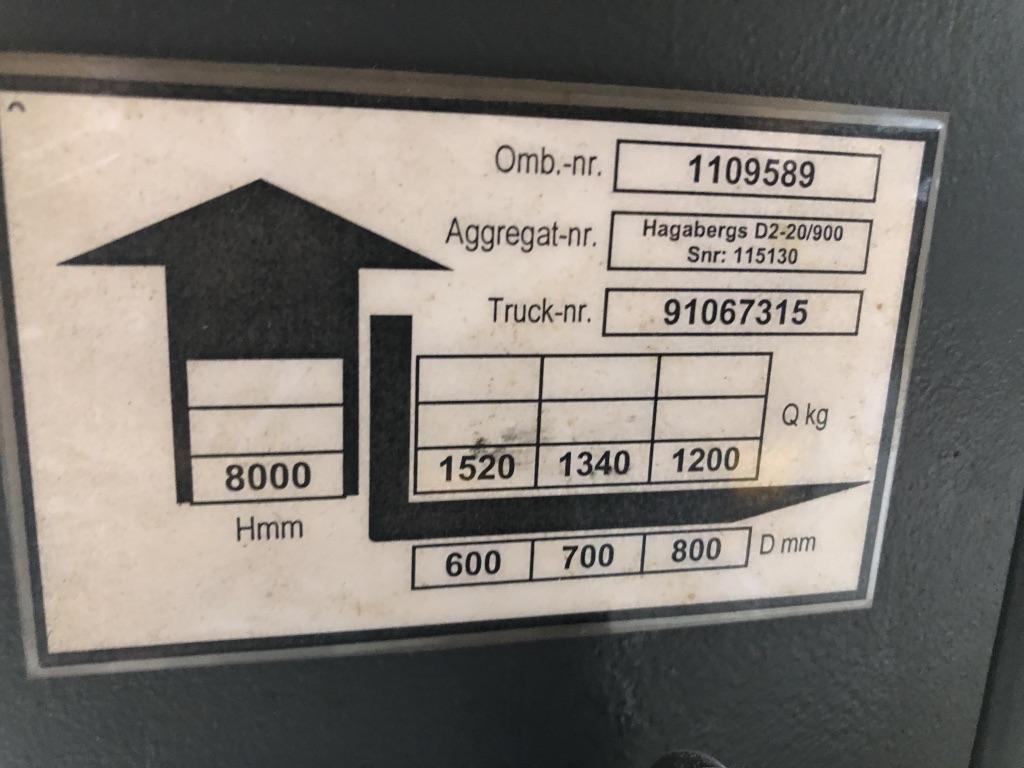 Omb.-nr. 1109589
Aggregat-nr. Hagabergs D2-20/900
Snr: 115130
Truck-nr. 91067315
Q kg
8000 1520 1340 1200
Hmm
600 700 800 D mm